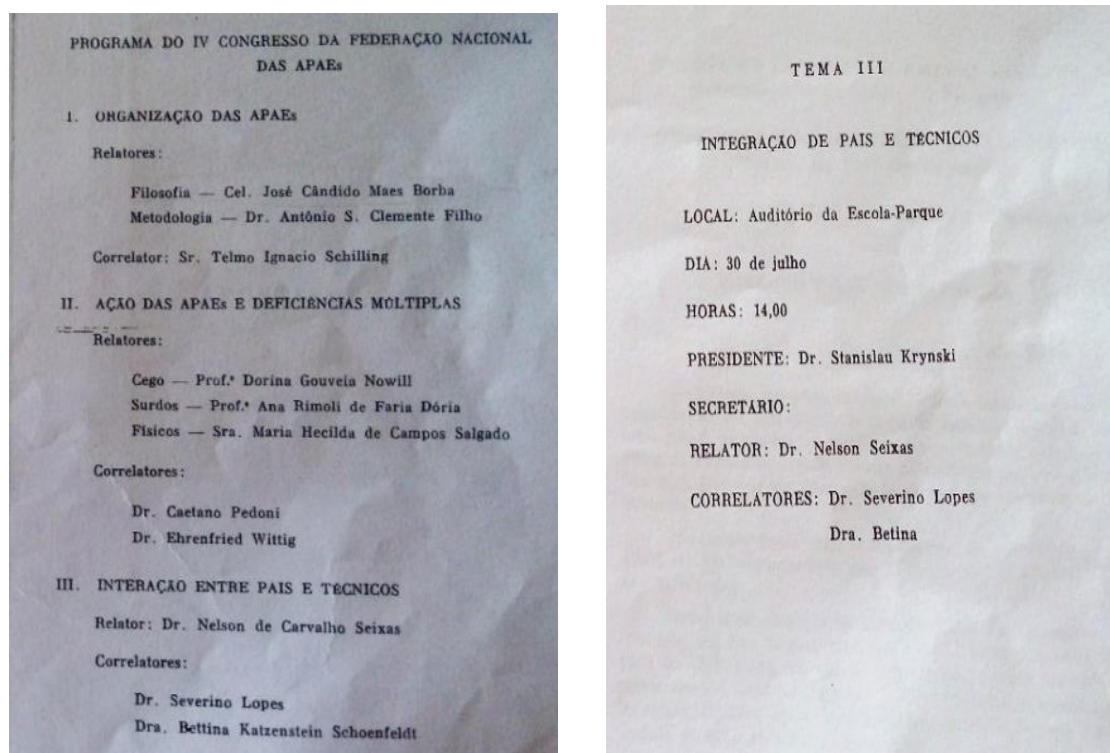 PROGRAMA DO IV CONGRESSO DA FEDERAÇÃO NACIONAL
DAS APAEs
I. ORGANIZAÇÃO DAS APAEs
Relatores:
Filosofia — Cel. José Cândido Maes Borba
Metodologia — Dr. Antônio S. Clemente Filho
Correlator: Sr. Telmo Ignacio Schilling
II. AÇÃO DAS APAEs E DEFICIÊNCIAS MÚLTIPLAS
Relatores:
Cego — Prof.ª Dorina Gouveia Nowill
Surdos — Prof.ª Ana Rimoli de Faria Dória
Físicos — Sra. Maria Hecilda de Campos Salgado
Correlatores:
Dr. Caetano Pedoni
Dr. Ehrenfried Wittig
III. INTERAÇÃO ENTRE PAIS E TÉCNICOS
Relator: Dr. Nelson de Carvalho Seixas
Correlatores:
Dr. Severino Lopes
Dra. Bettina Katzenstein Schoenfeldt
TEMA III
INTEGRAÇÃO DE PAIS E TÉCNICOS
LOCAL: Auditório da Escola-Parque
DIA: 30 de julho
HORAS: 14,00
PRESIDENTE: Dr. Stanislau Krynski
SECRETÁRIO:
RELATOR: Dr. Nelson Seixas
CORRELATORES: Dr. Severino Lopes
Dra. Betina